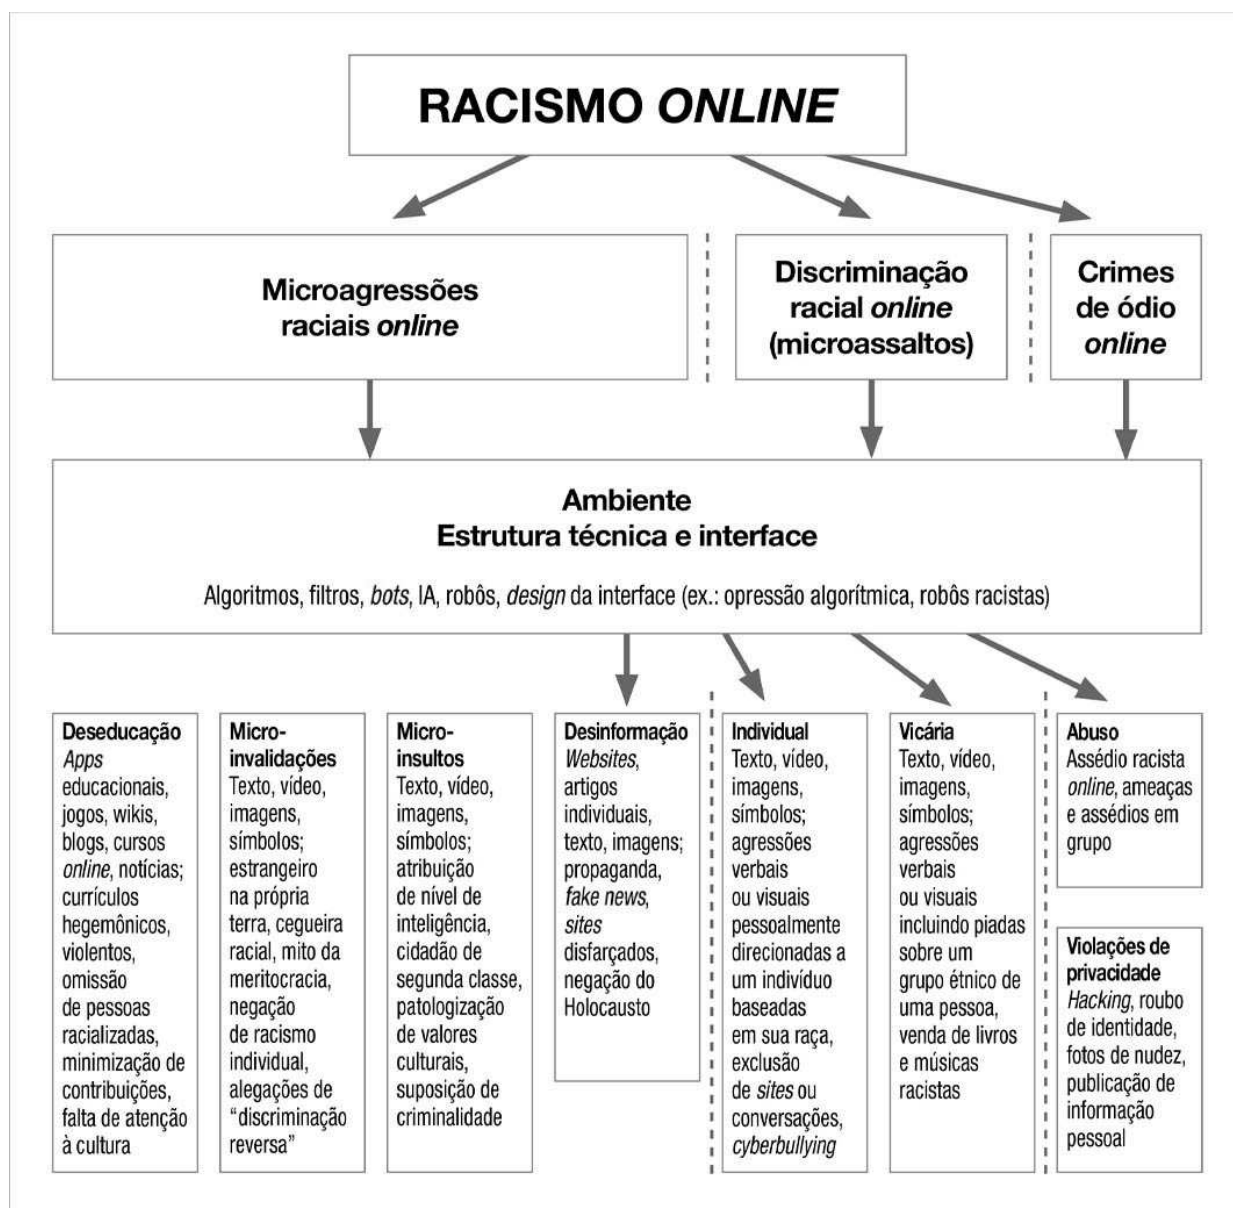 RACISMO ONLINE
Microagressões
raciais online
Discriminação
racial online
(microassaltos)
Crimes
de ódio
online
Ambiente
Estrutura técnica e interface
Algoritmos, filtros, bots, IA, robôs, design da interface (ex.: opressão algorítmica, robôs racistas)
Deseducação
Apps
educacionais,
jogos, wikis,
blogs, cursos
online, notícias;
currículos
hegemônicos,
violentos,
omissão
de pessoas
racializadas,
minimização de
contribuições,
falta de atenção
à cultura
Micro-
invalidações
Texto, vídeo,
imagens,
símbolos;
estrangeiro
na própria
terra, cegueira
racial, mito da
meritocracia,
negação
de racismo
individual,
alegações de
“discriminação
reversa”
Micro-
insultos
Texto, vídeo,
imagens,
símbolos;
atribuição
de nível de
inteligência,
cidadão de
segunda classe,
patologização
de valores
culturais,
suposição de
criminalidade
Desinformação
Websites,
artigos
individuais,
texto, imagens;
propaganda,
fake news,
sites
disfarçados,
negação do
Holocausto
Individual
Texto, vídeo,
imagens,
símbolos;
agressões
verbais
ou visuais
pessoalmente
direcionadas a
um indivíduo
baseadas
em sua raça,
exclusão
de sites ou
conversações,
cyberbullying
Vicária
Texto, vídeo,
imagens,
símbolos;
agressões
verbais
ou visuais
incluindo piadas
sobre um
grupo étnico de
uma pessoa,
venda de livros
e músicas
racistas
Abuso
Assédio racista
online, ameaças
e assédios em
grupo
Violações de
privacidade
Hacking, roubo
de identidade,
fotos de nudez,
publicação de
informação
pessoal